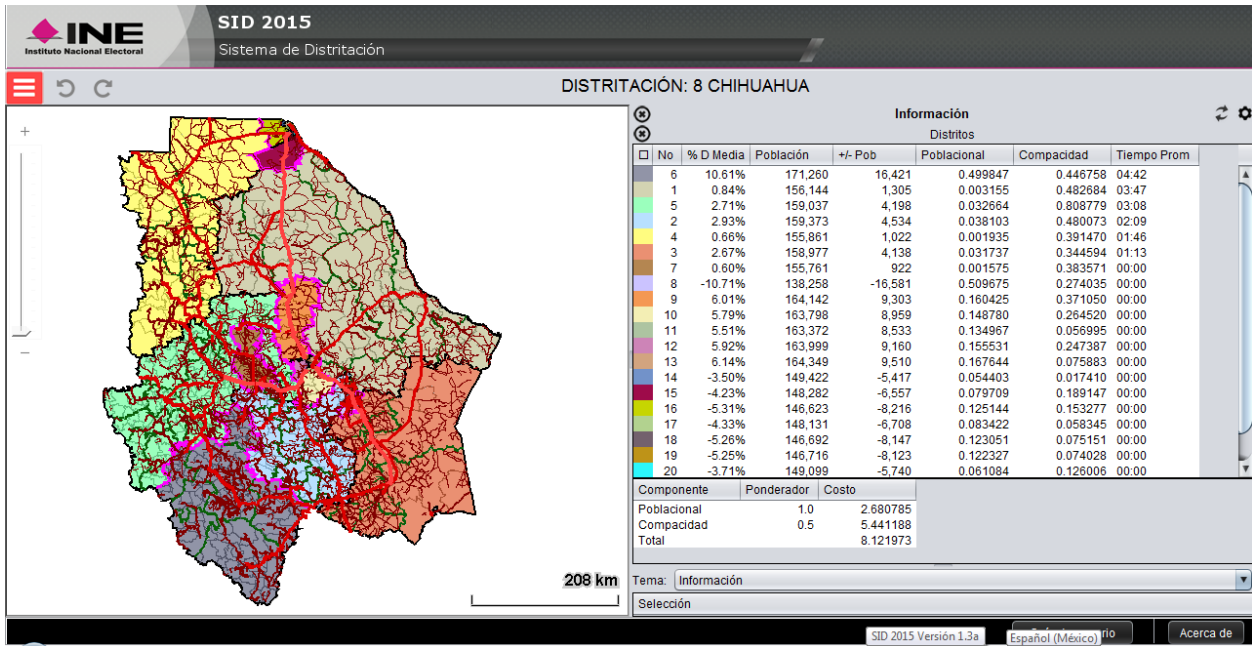 INE
Instituto Nacional Electoral
SID 2015
Sistema de Distritación
DISTRITACIÓN: 8 CHIHUAHUA
Información
Distritos
No % D Media Población +/- Pob Poblacional Compacidad Tiempo Prom
6 10.61% 171,260 16,421 0.499847 0.446758 04:42
1 0.84% 156,144 1,305 0.003155 0.482684 03:47
5 2.71% 159,037 4,198 0.032664 0.808779 03:08
2 2.93% 159,373 4,534 0.038103 0.480073 02:09
4 0.66% 155,861 1,022 0.001935 0.391470 01:46
3 2.67% 158,977 4,138 0.031737 0.344594 01:13
7 0.60% 155,761 922 0.001575 0.383571 00:00
8 -10.71% 138,258 -16,581 0.509675 0.274035 00:00
9 6.01% 164,142 9,303 0.160425 0.371050 00:00
10 5.79% 163,798 8,959 0.148780 0.264520 00:00
11 5.51% 163,372 8,533 0.134967 0.056995 00:00
12 5.92% 163,999 9,160 0.155531 0.247387 00:00
13 6.14% 164,349 9,510 0.167644 0.075883 00:00
14 -3.50% 149,422 -5,417 0.054403 0.017410 00:00
15 -4.23% 148,282 -6,557 0.079709 0.189147 00:00
16 -5.31% 146,623 -8,216 0.125144 0.153277 00:00
17 -4.33% 148,131 -6,708 0.083422 0.058345 00:00
18 -5.26% 146,692 -8,147 0.123051 0.075151 00:00
19 -5.25% 146,716 -8,123 0.122327 0.074028 00:00
20 -3.71% 149,099 -5,740 0.061084 0.126006 00:00
Componente Ponderador Costo
Poblacional 1.0 2.680785
Compacidad 0.5 5.441188
Total 8.121973
208 km
Tema: Información
Selección
SID 2015 Versión 1.3a
Español (México)
Acerca de